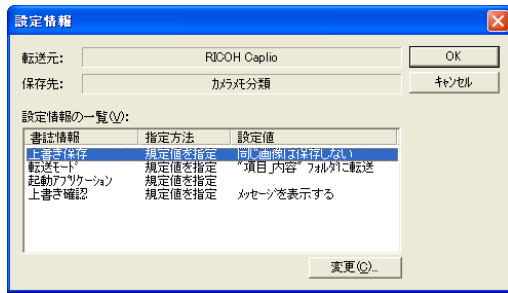 設定情報
転送元: RICOH Caplio OK
保存先: カメラメモ分類 キャンセル
設定情報の一覧(V):
書誌情報 指定方法 設定値
上書き保存 規定値を指定 同じ画像は保存しない
転送モード 規定値を指定 "項目_内容" フォルダに転送
起動アプリケーション 規定値を指定
上書き確認 規定値を指定 メッセージを表示する
変更(C)...